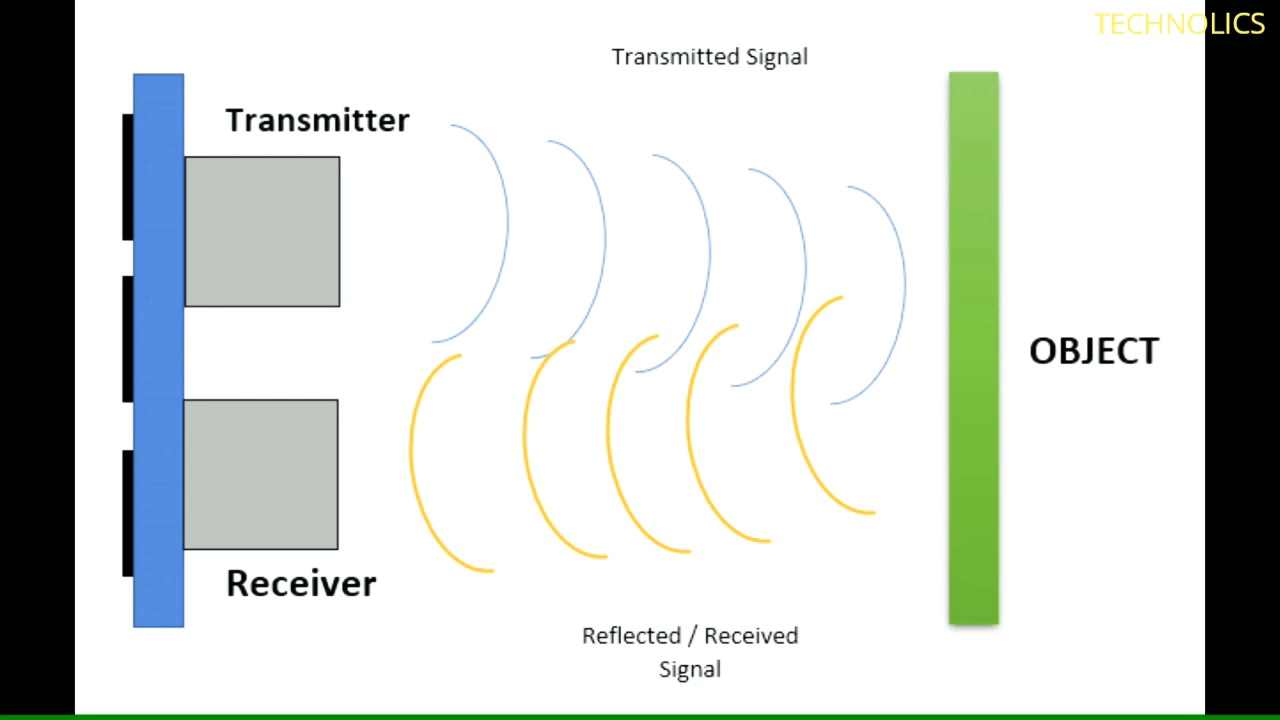 TECHNOLICS
Transmitted Signal
Transmitter
OBJECT
Receiver
Reflected / Received
Signal